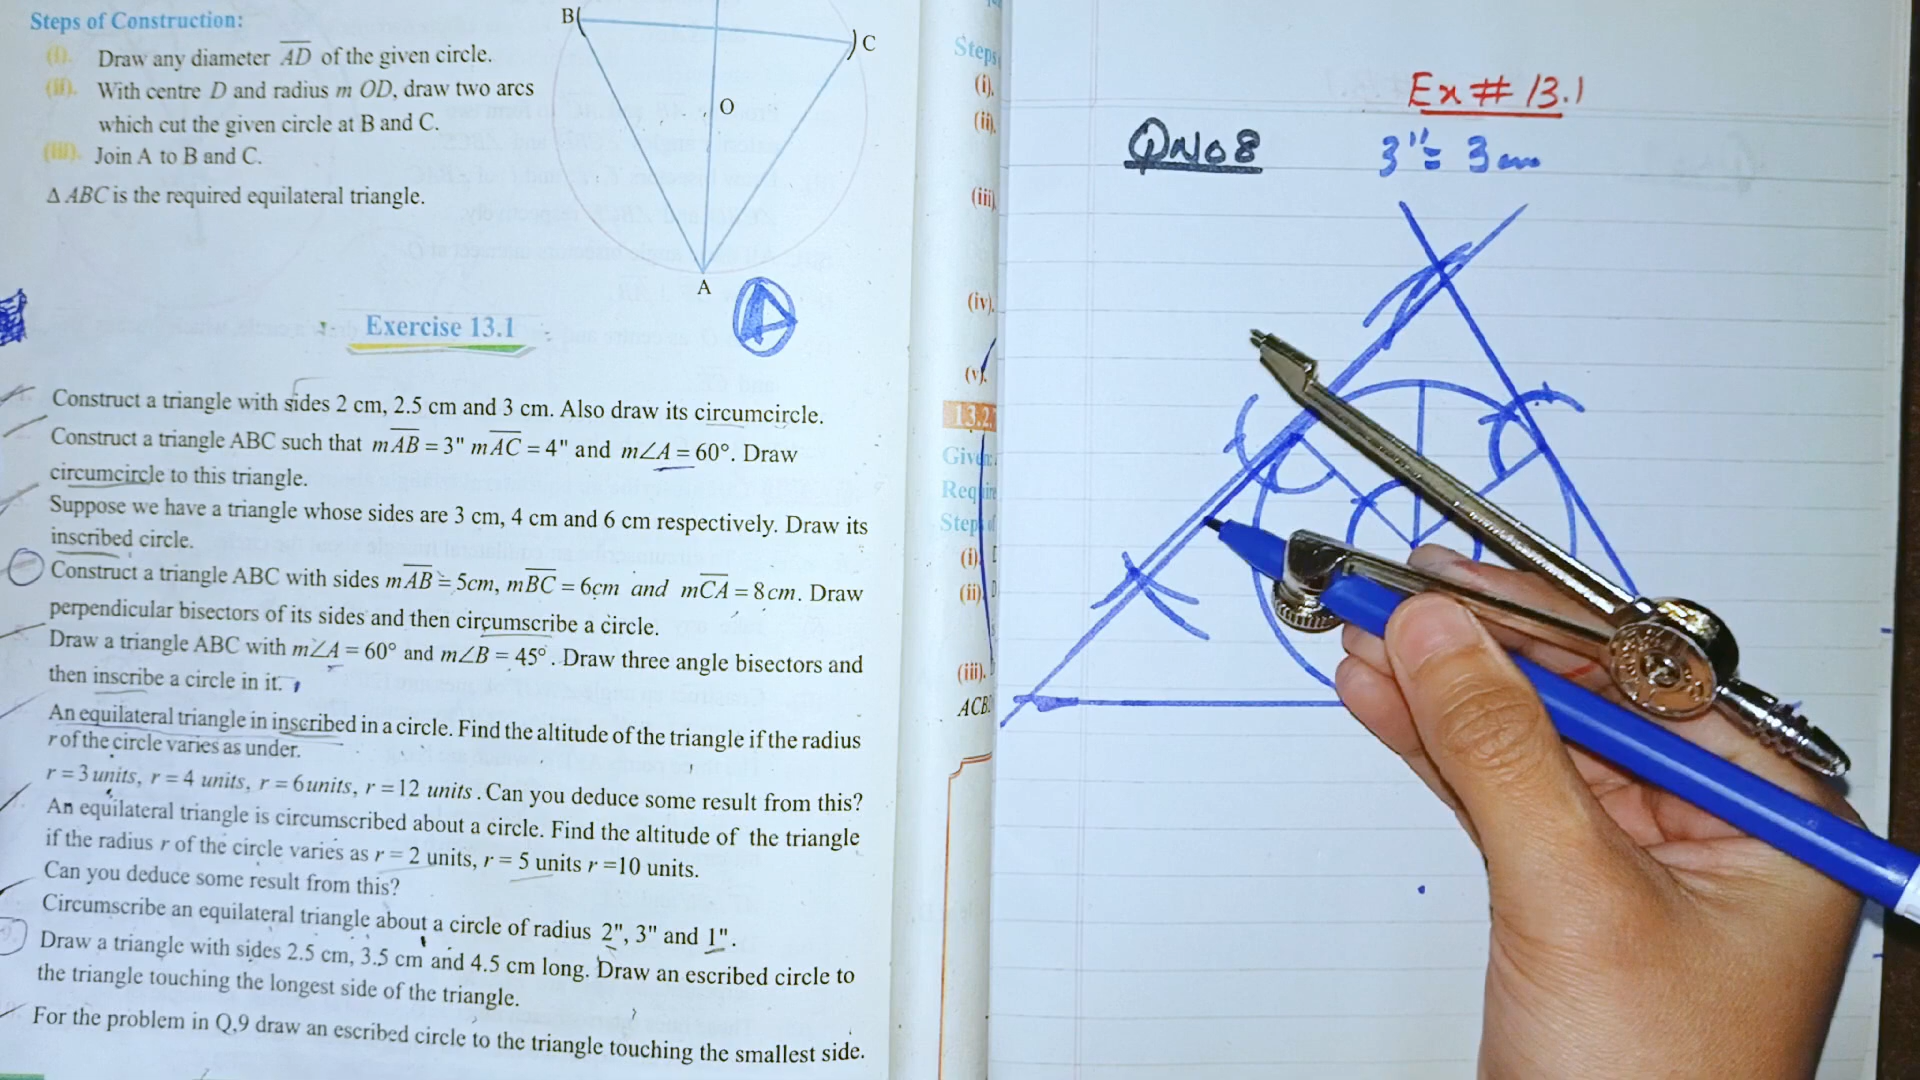 Steps of Construction:
(i). Draw any diameter AD of the given circle.
(ii). With centre D and radius m OD, draw two arcs
which cut the given circle at B and C.
(iii). Join A to B and C.
Δ ABC is the required equilateral triangle.
B
C
O
A
Exercise 13.1
Construct a triangle with sides 2 cm, 2.5 cm and 3 cm. Also draw its circumcircle.
Construct a triangle ABC such that mAB = 3" mAC = 4" and m∠A = 60°. Draw
circumcircle to this triangle.
Suppose we have a triangle whose sides are 3 cm, 4 cm and 6 cm respectively. Draw its
inscribed circle.
Construct a triangle ABC with sides mAB = 5cm, mBC = 6cm and mCA = 8cm. Draw
perpendicular bisectors of its sides and then circumscribe a circle.
Draw a triangle ABC with m∠A = 60° and m∠B = 45°. Draw three angle bisectors and
then inscribe a circle in it.
An equilateral triangle in inscribed in a circle. Find the altitude of the triangle if the radius
r of the circle varies as under.
r = 3 units, r = 4 units, r = 6 units, r = 12 units. Can you deduce some result from this?
An equilateral triangle is circumscribed about a circle. Find the altitude of the triangle
if the radius r of the circle varies as r = 2 units, r = 5 units r = 10 units.
Can you deduce some result from this?
Circumscribe an equilateral triangle about a circle of radius 2", 3" and 1".
Draw a triangle with sides 2.5 cm, 3.5 cm and 4.5 cm long. Draw an escribed circle to
the triangle touching the longest side of the triangle.
For the problem in Q.9 draw an escribed circle to the triangle touching the smallest side.
Steps
(i).
(ii).
(iii).
(iv).
(v).
13.2
(i).
(ii).
(iii).
Ex # 13.1
QNo 8
3" = 3 cm